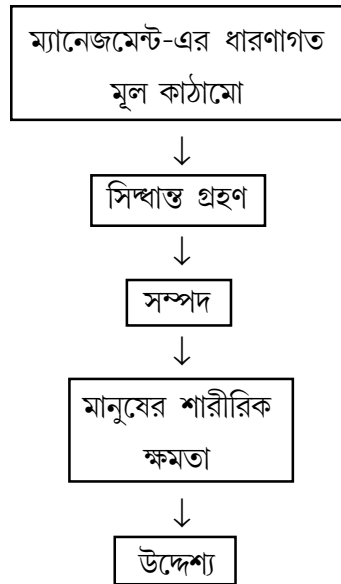 ম্যানেজমেন্ট-এর ধারণাগত
মূল কাঠামো
সিদ্ধান্ত গ্রহণ
সম্পদ
মানুষের শারীরিক
ক্ষমতা
উদ্দেশ্য